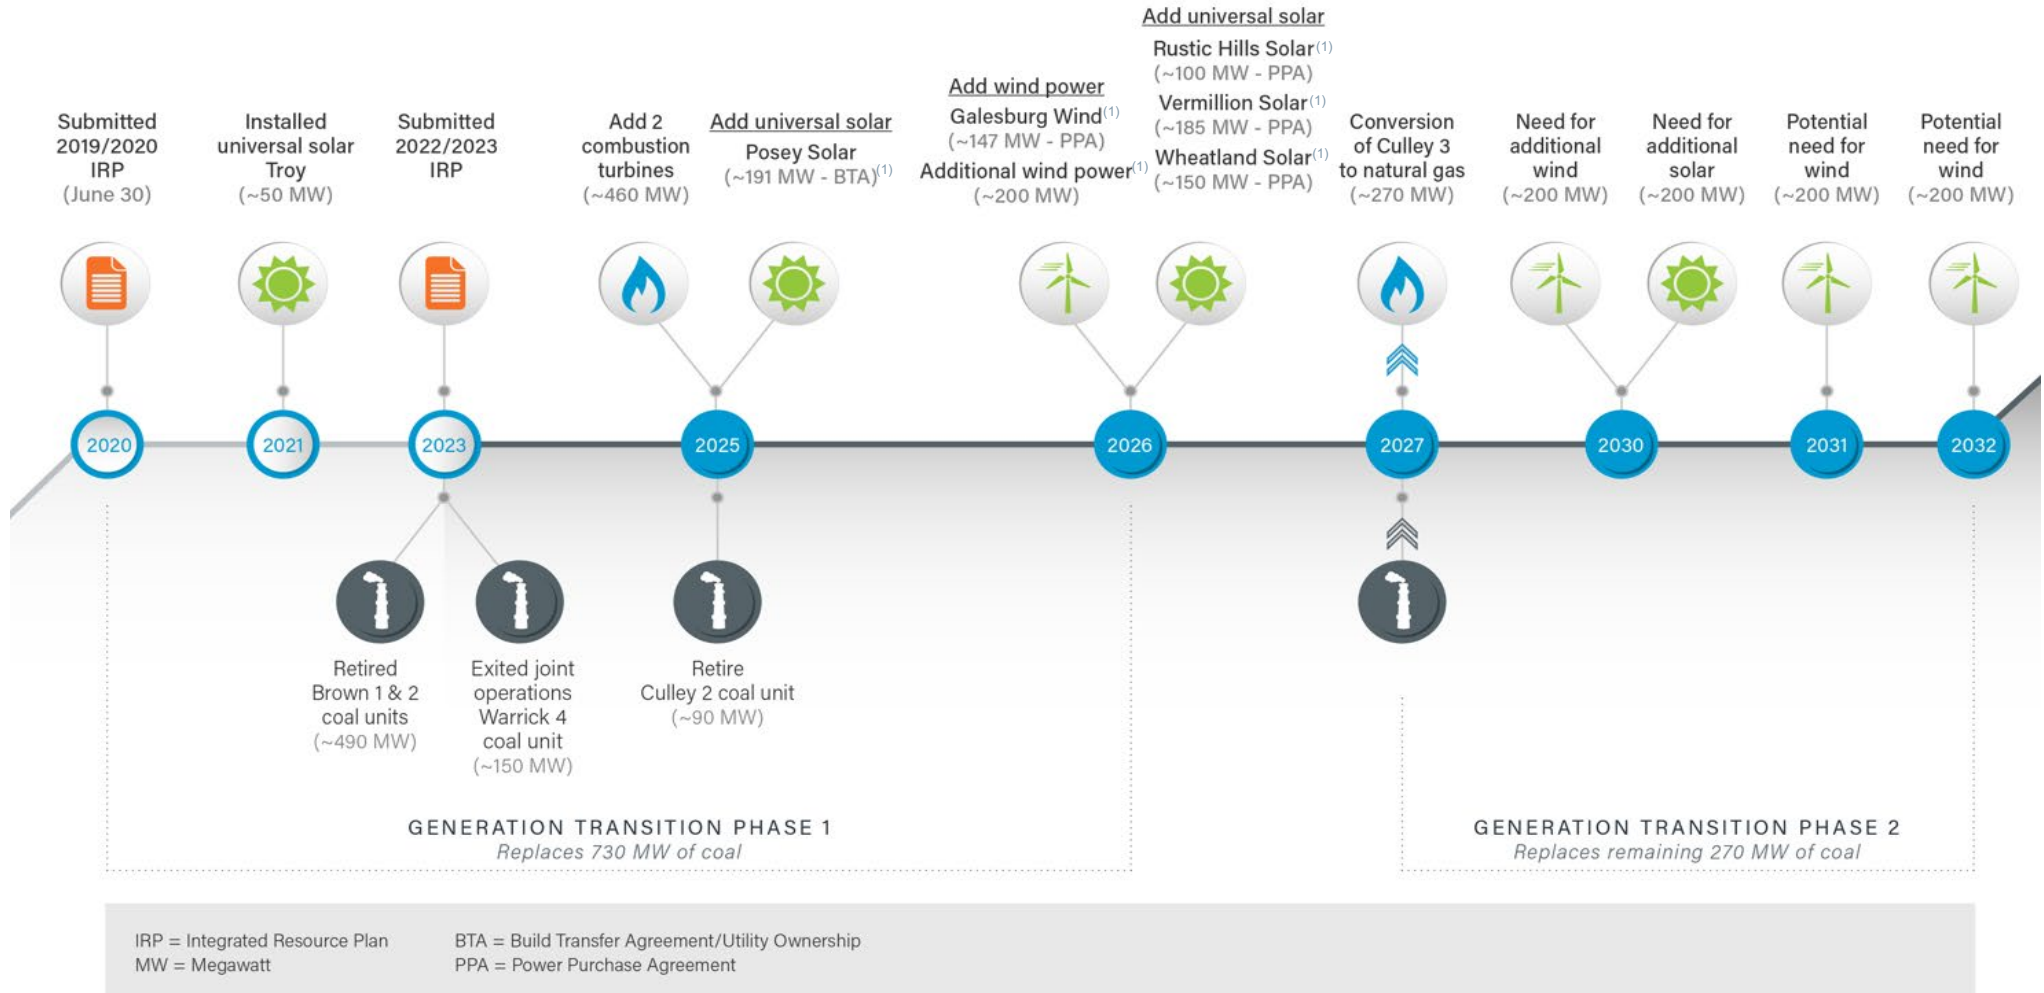 Submitted
2019/2020
IRP
(June 30)
Installed
universal solar
Troy
(~50 MW)
Submitted
2022/2023
IRP
Add 2
combustion
turbines
(~460 MW)
Add universal solar
Posey Solar
(~191 MW - BTA)(1)
Add wind power
Galesburg Wind(1)
(~147 MW - PPA)
Additional wind power(1)
(~200 MW)
Add universal solar
Rustic Hills Solar(1)
(~100 MW - PPA)
Vermillion Solar(1)
(~185 MW - PPA)
Wheatland Solar(1)
(~150 MW - PPA)
Conversion
of Culley 3
to natural gas
(~270 MW)
Need for
additional
wind
(~200 MW)
Need for
additional
solar
(~200 MW)
Potential
need for
wind
(~200 MW)
Potential
need for
wind
(~200 MW)
2020
2021
2023
2025
2026
2027
2030
2031
2032
Retired
Brown 1 & 2
coal units
(~490 MW)
Exited joint
operations
Warrick 4
coal unit
(~150 MW)
Retire
Culley 2 coal unit
(~90 MW)
GENERATION TRANSITION PHASE 1
Replaces 730 MW of coal
GENERATION TRANSITION PHASE 2
Replaces remaining 270 MW of coal
IRP = Integrated Resource Plan
MW = Megawatt
BTA = Build Transfer Agreement/Utility Ownership
PPA = Power Purchase Agreement